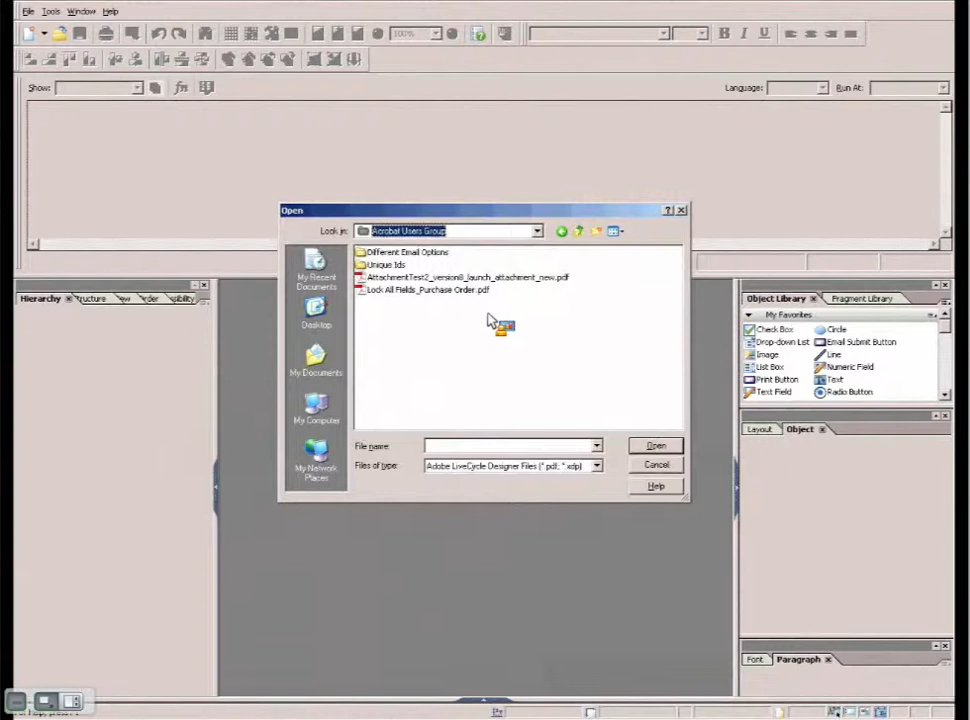 File Tools Window Help
100%
B I U
Show: fn Language: Run At:
Open
Look in: Acrobat Users Group
Different Email Options
Unique Ids
AttachmentTest2_version8_launch_attachment_new.pdf
Lock All Fields_Purchase Order.pdf
My Recent
Documents
Desktop
My Documents
My Computer
My Network
Places
File name: Open
Files of type: Adobe LiveCycle Designer Files (*.pdf; *.xdp) Cancel
Help
Hierarchy
Object Library Fragment Library
My Favorites
Check Box Circle
Drop-down List Email Submit Button
Image Line
List Box Numeric Field
Print Button Text
Text Field Radio Button
Layout Object
Font Paragraph